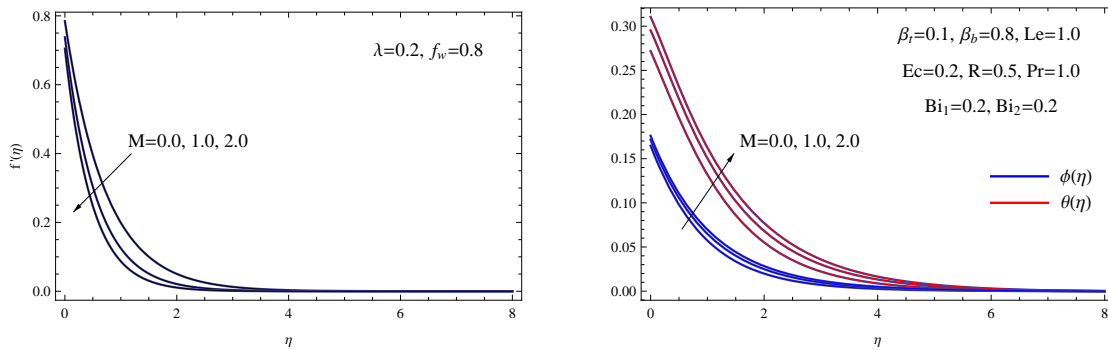 0.8
0.6
0.4
0.2
0.0
f'(η)
λ=0.2, f_w=0.8
M=0.0, 1.0, 2.0
0 2 4 6 8
η
0.30
0.25
0.20
0.15
0.10
0.05
0.00
β_t=0.1, β_b=0.8, Le=1.0
Ec=0.2, R=0.5, Pr=1.0
Bi₁=0.2, Bi₂=0.2
M=0.0, 1.0, 2.0
ϕ(η)
θ(η)
0 2 4 6 8
η